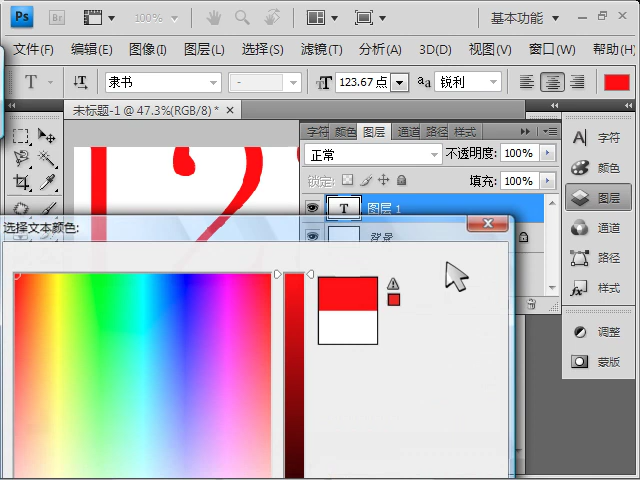 Ps Br 100% 基本功能
文件(F) 编辑(E) 图像(I) 图层(L) 选择(S) 滤镜(T) 分析(A) 3D(D) 视图(V) 窗口(W) 帮助(H)
T 隶书 - 123.67 点 aa 锐利
未标题-1 @ 47.3%(RGB/8) *
字符 颜色 图层 通道 路径 样式
正常 不透明度: 100%
锁定: 填充: 100%
T 图层 1
背景
字符
颜色
图层
通道
路径
样式
调整
蒙版
选择文本颜色: